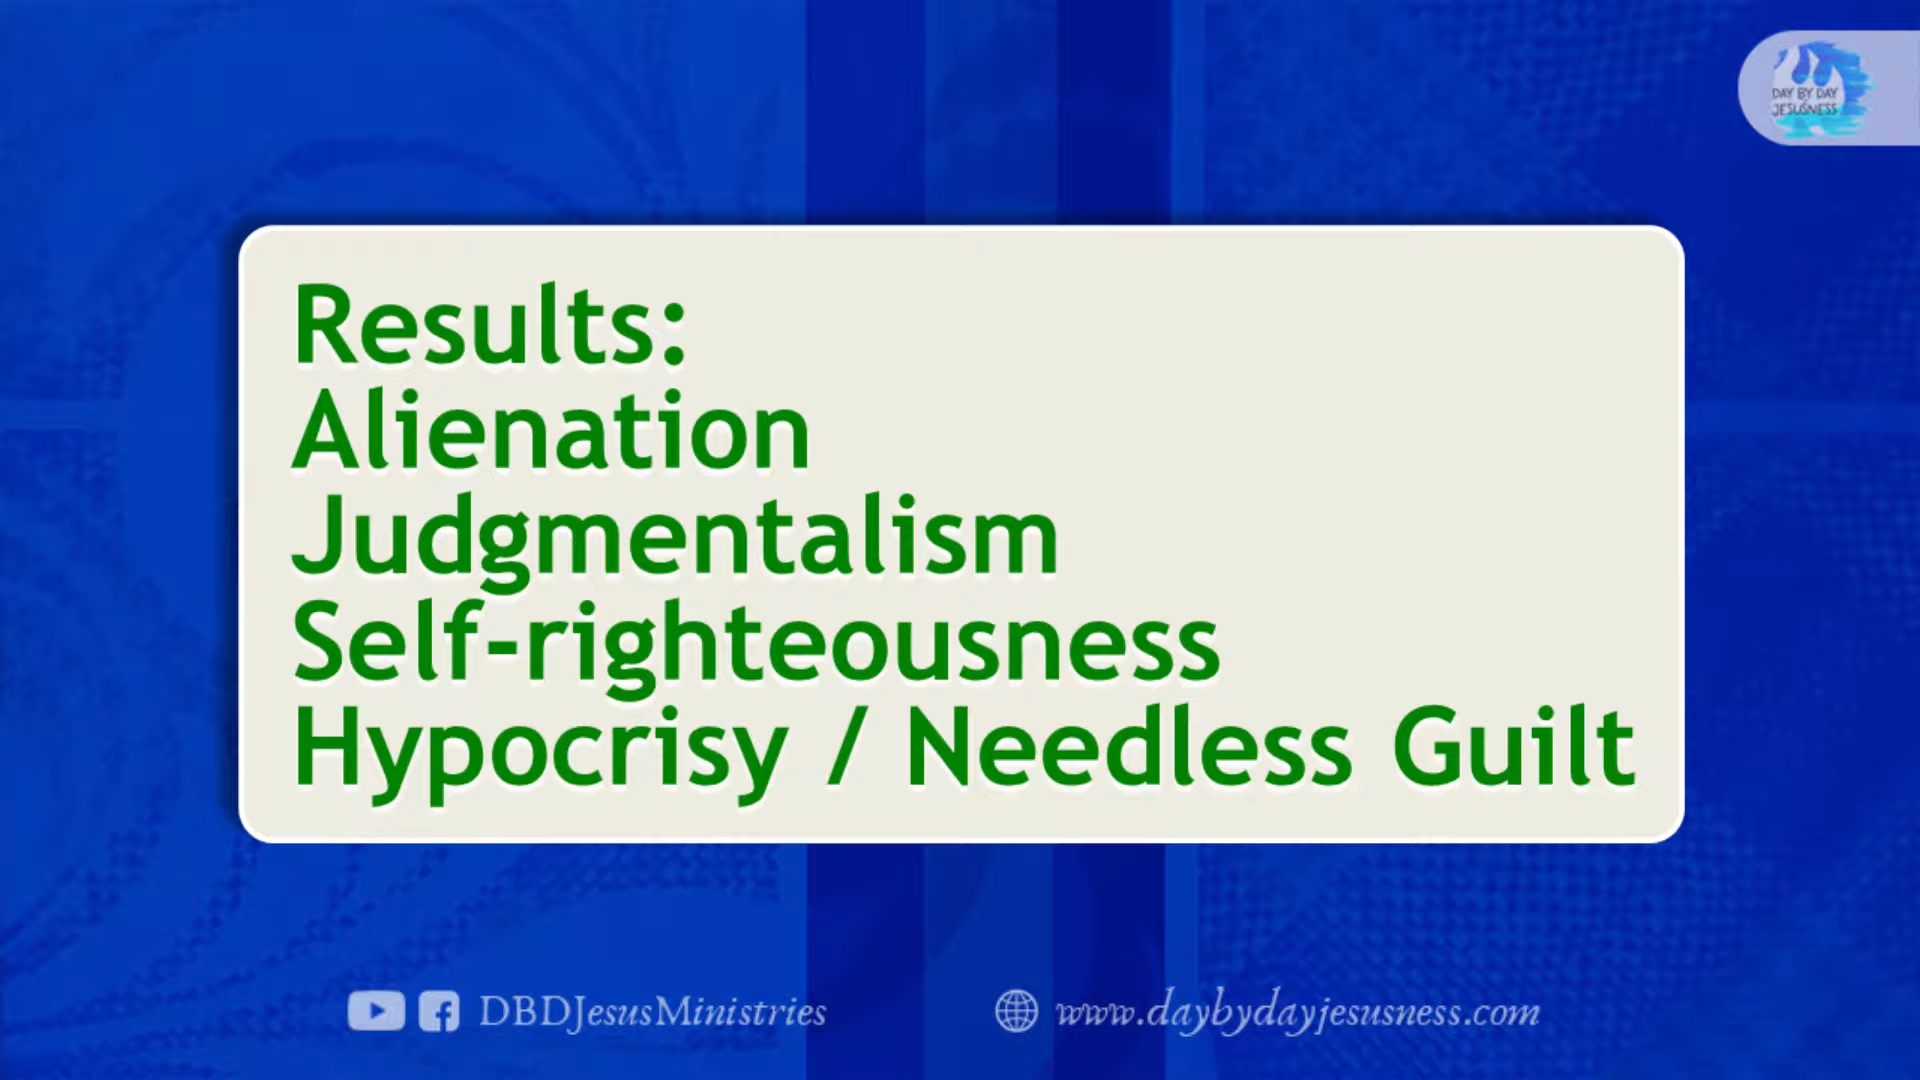 DAY BY DAY
JESUSNESS
Results:
Alienation
Judgmentalism
Self-righteousness
Hypocrisy / Needless Guilt
DBDJesusMinistries
www.daybydayjesusness.com